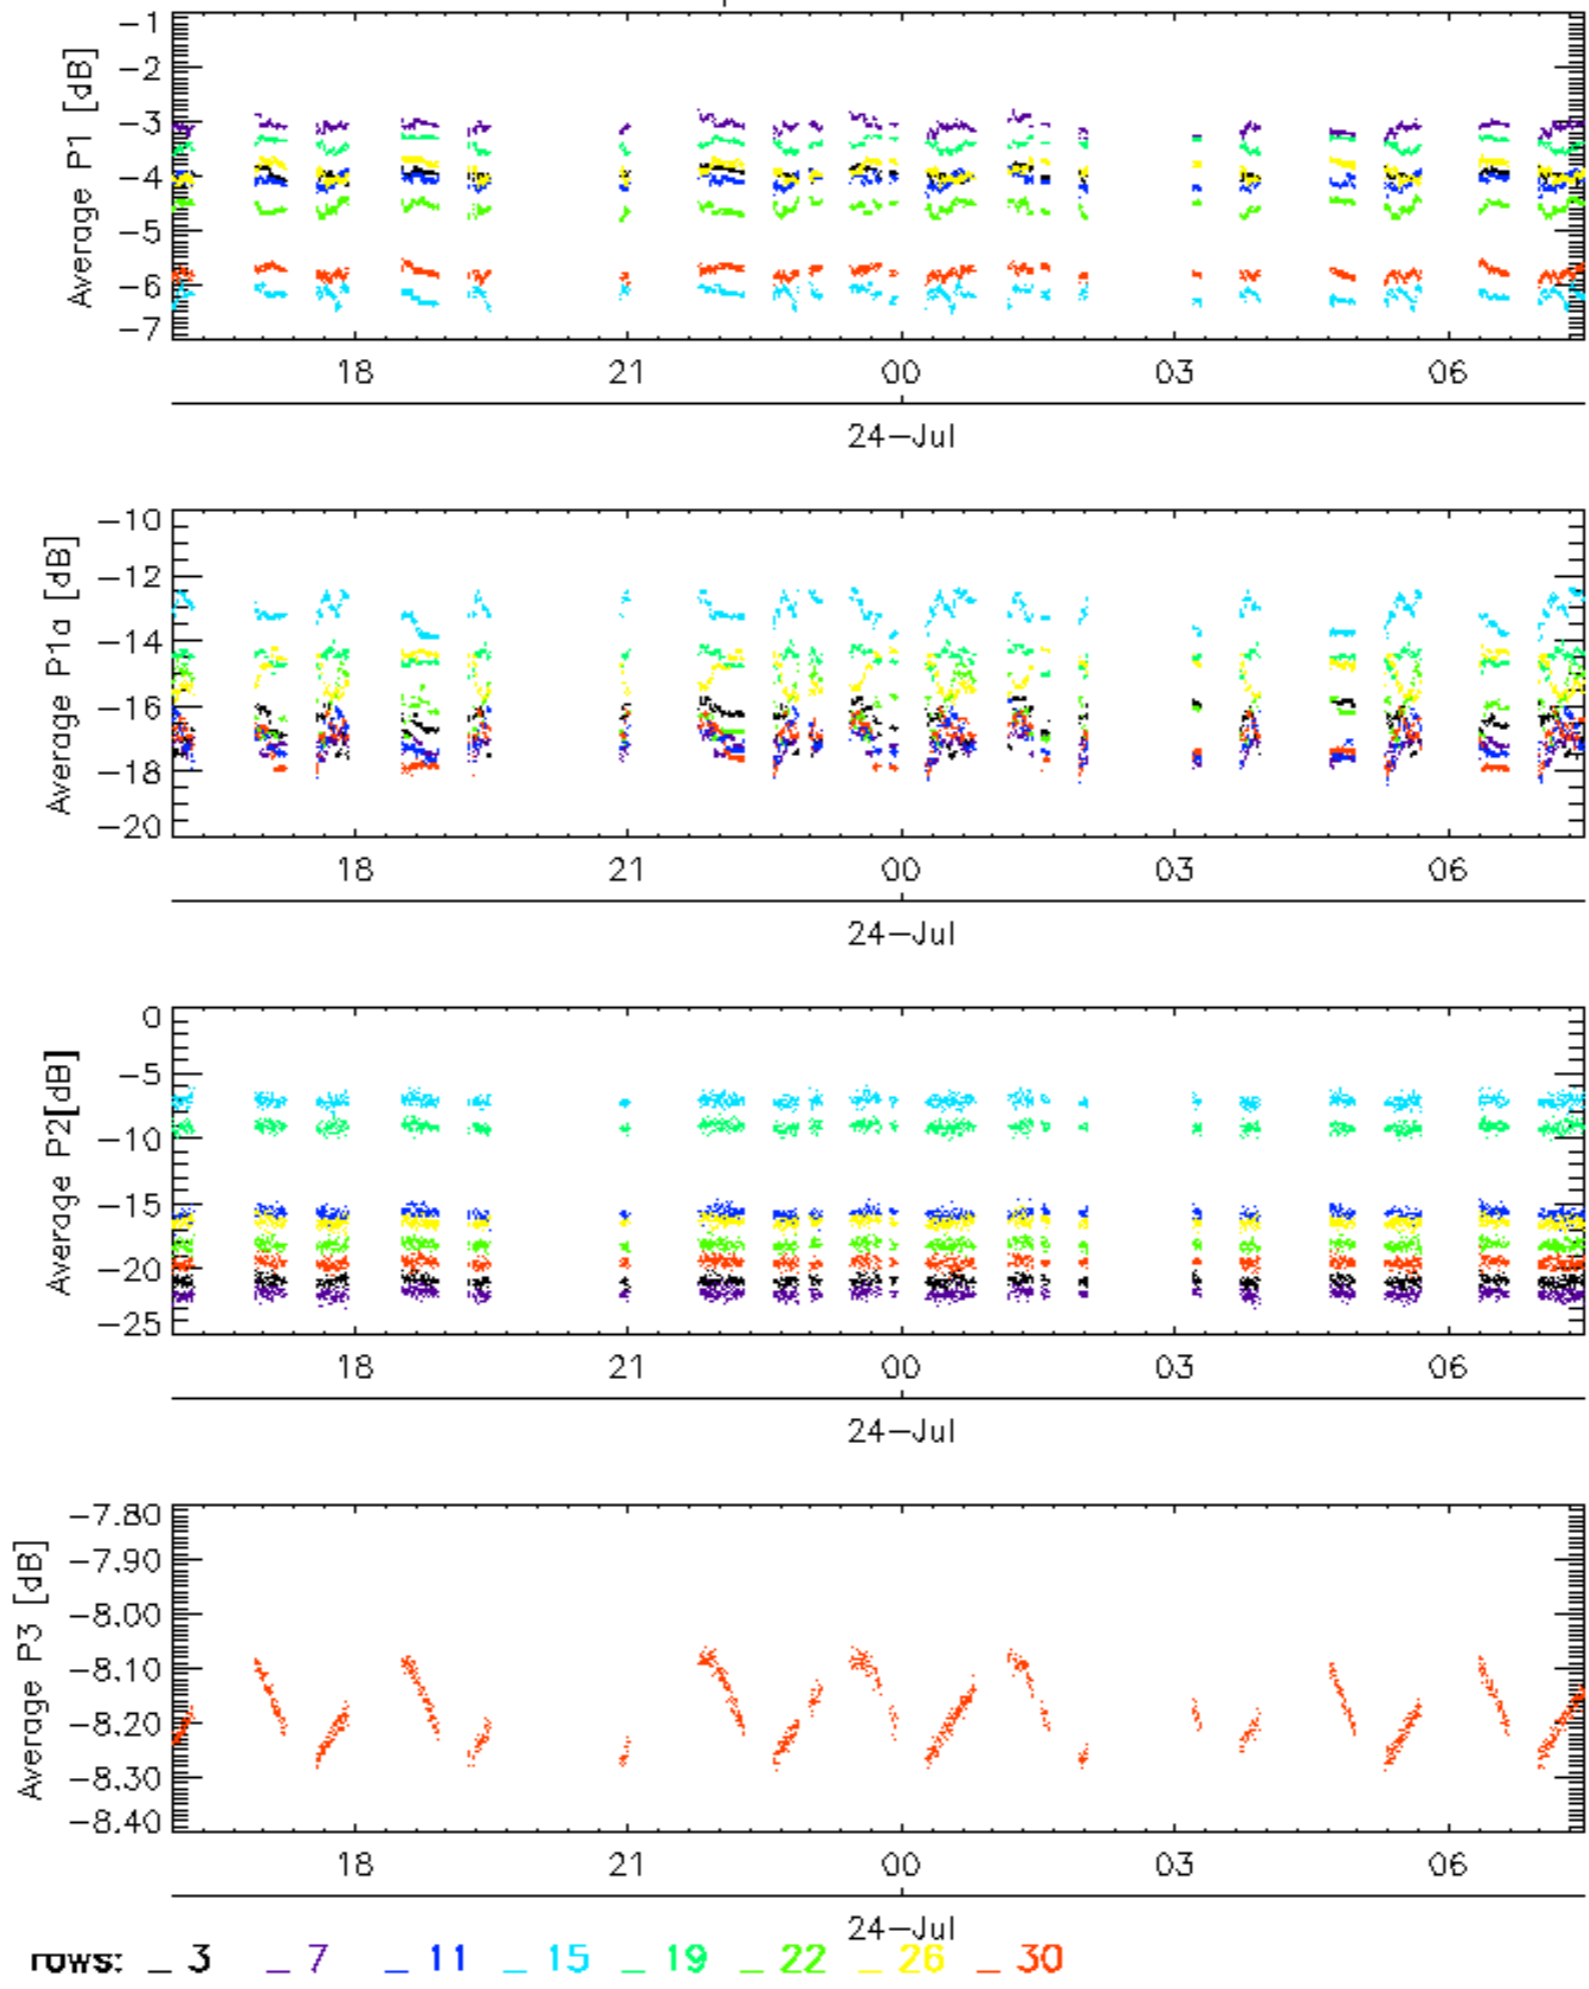 Average P1 [dB]
−1
−2
−3
−4
−5
−6
−7
18 21 00 03 06
24−Jul
Average P1a [dB]
−10
−12
−14
−16
−18
−20
18 21 00 03 06
24−Jul
Average P2[dB]
0
−5
−10
−15
−20
−25
18 21 00 03 06
24−Jul
Average P3 [dB]
−7.80
−7.90
−8.00
−8.10
−8.20
−8.30
−8.40
18 21 00 03 06
24−Jul
rows: _ 3 _ 7 _ 11 _ 15 _ 19 _ 22 _ 26 _ 30